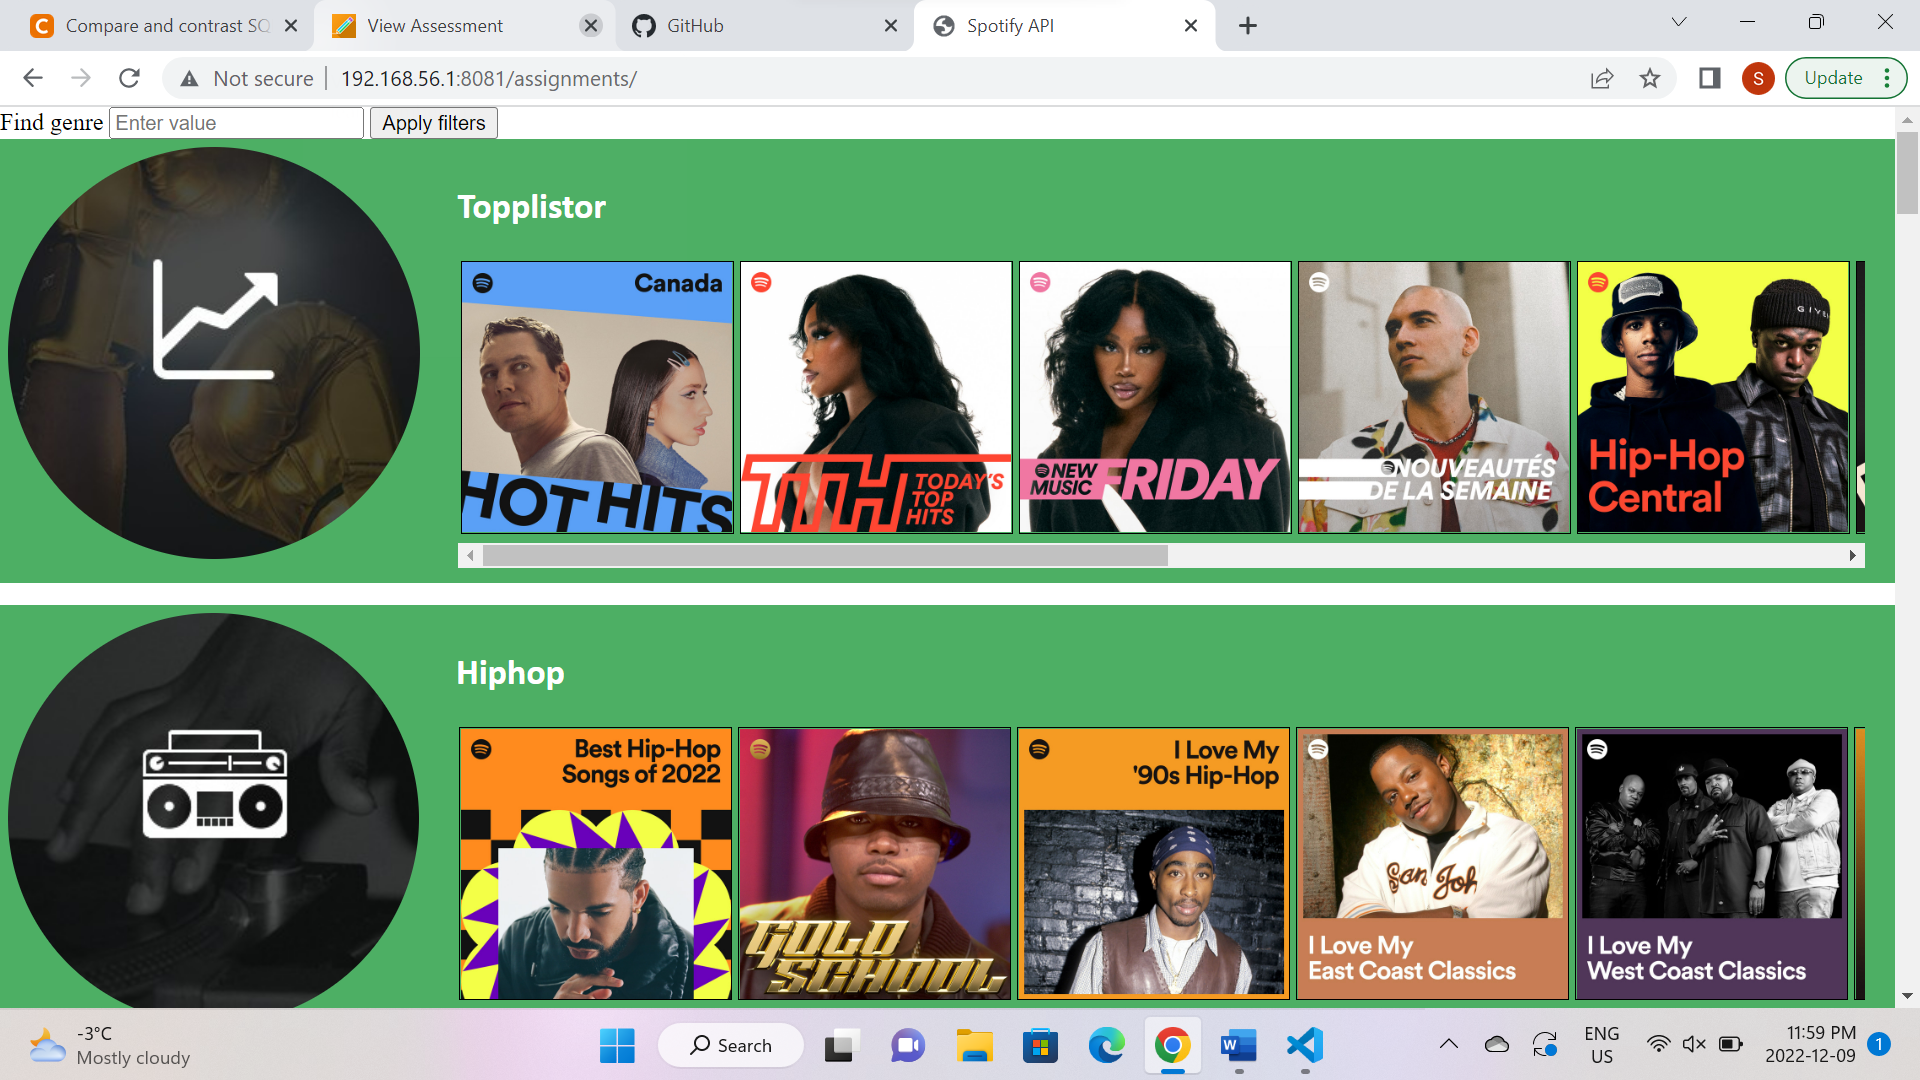 Compare and contrast SQ
View Assessment
GitHub
Spotify API
Not secure
192.168.56.1:8081/assignments/
S
Update
Find genre
Enter value
Apply filters
Topplistor
Canada
HOT HITS
TTH TODAY'S TOP HITS
NEW MUSIC FRIDAY
NOUVEAUTÉS
DE LA SEMAINE
GIVE
Hip-Hop
Central
Hiphop
Best Hip-Hop
Songs of 2022
GOLD
SCHOOL
I Love My
'90s Hip-Hop
San Joh
I Love My
East Coast Classics
I Love My
West Coast Classics
-3°C
Mostly cloudy
Search
W
ENG
US
11:59 PM
2022-12-09
1